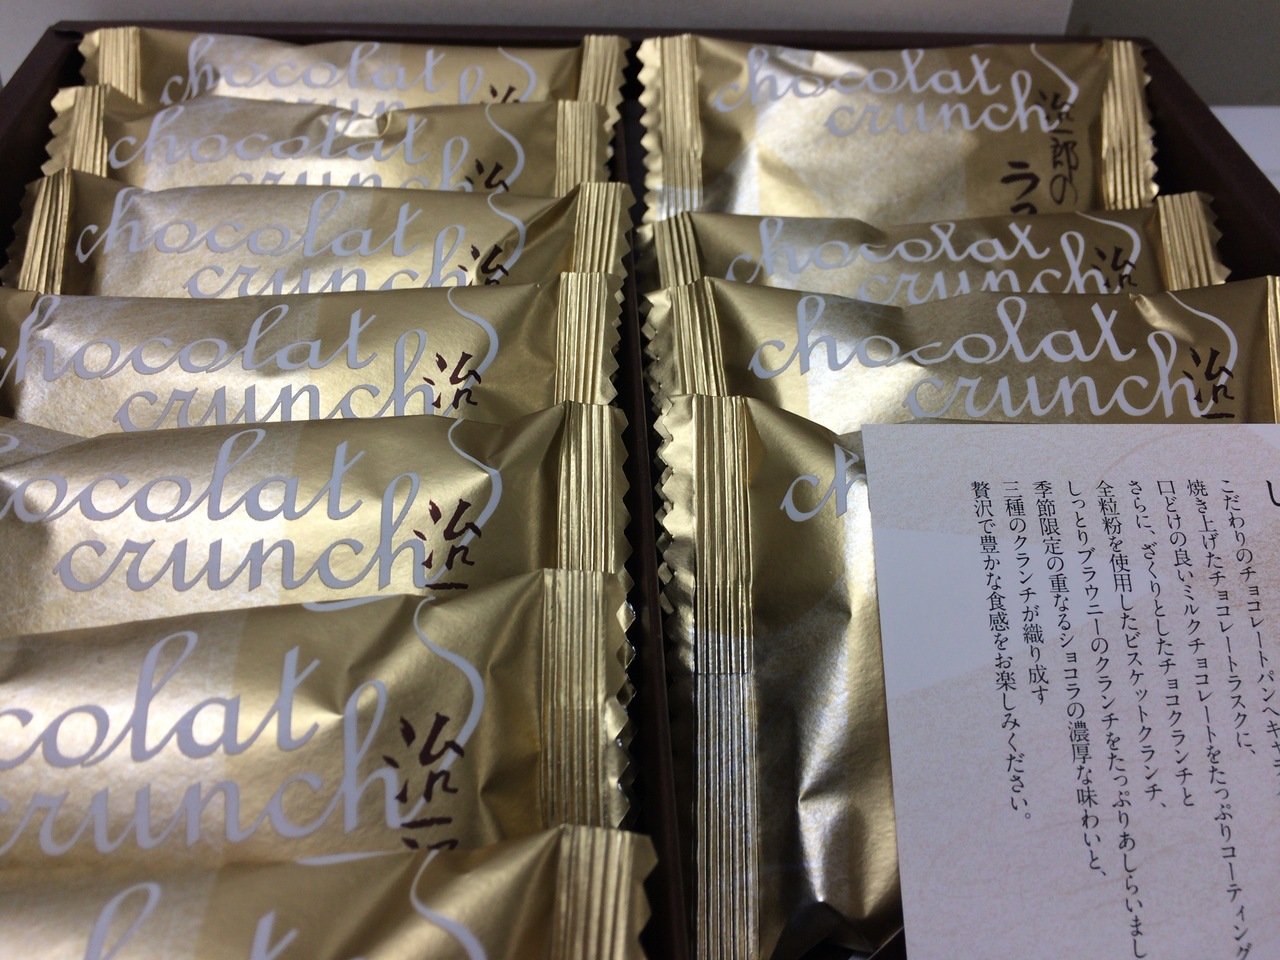 chocolat
crunch
治
chocolat
治
chocolat
crunch
治
chocolat
crunch
治
chocolat
crunch
治一
colat
crunch
治一
olat
chocolat
crunch
治一郎の
ラ
chocolat
crunch
治
chocolat
crunch
治一
ch
こだわりのチョコレートバ
焼き上げたチョコレートラスクに、
口どけの良いミルクチョコレートをたっぷりコーティング
さらに、ざくりとしたチョコクランチと
全粒粉を使用したビスケットクランチ、
しっとりブラウニーのクランチをたっぷりあしらいまし
季節限定の重なるショコラの濃厚な味わいと、
三種のクランチが織り成す
贅沢で豊かな食感をお楽しみください。